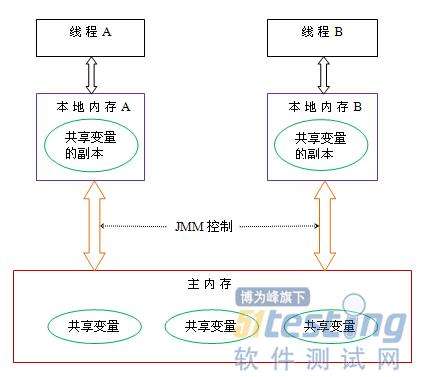 线程 A
线程 B
本地内存 A
本地内存 B
共享变量
的副本
共享变量
的副本
JMM 控制
主内存
博为峰旗下
51testing
共享变量
共享变量
共享变量
软件测试网